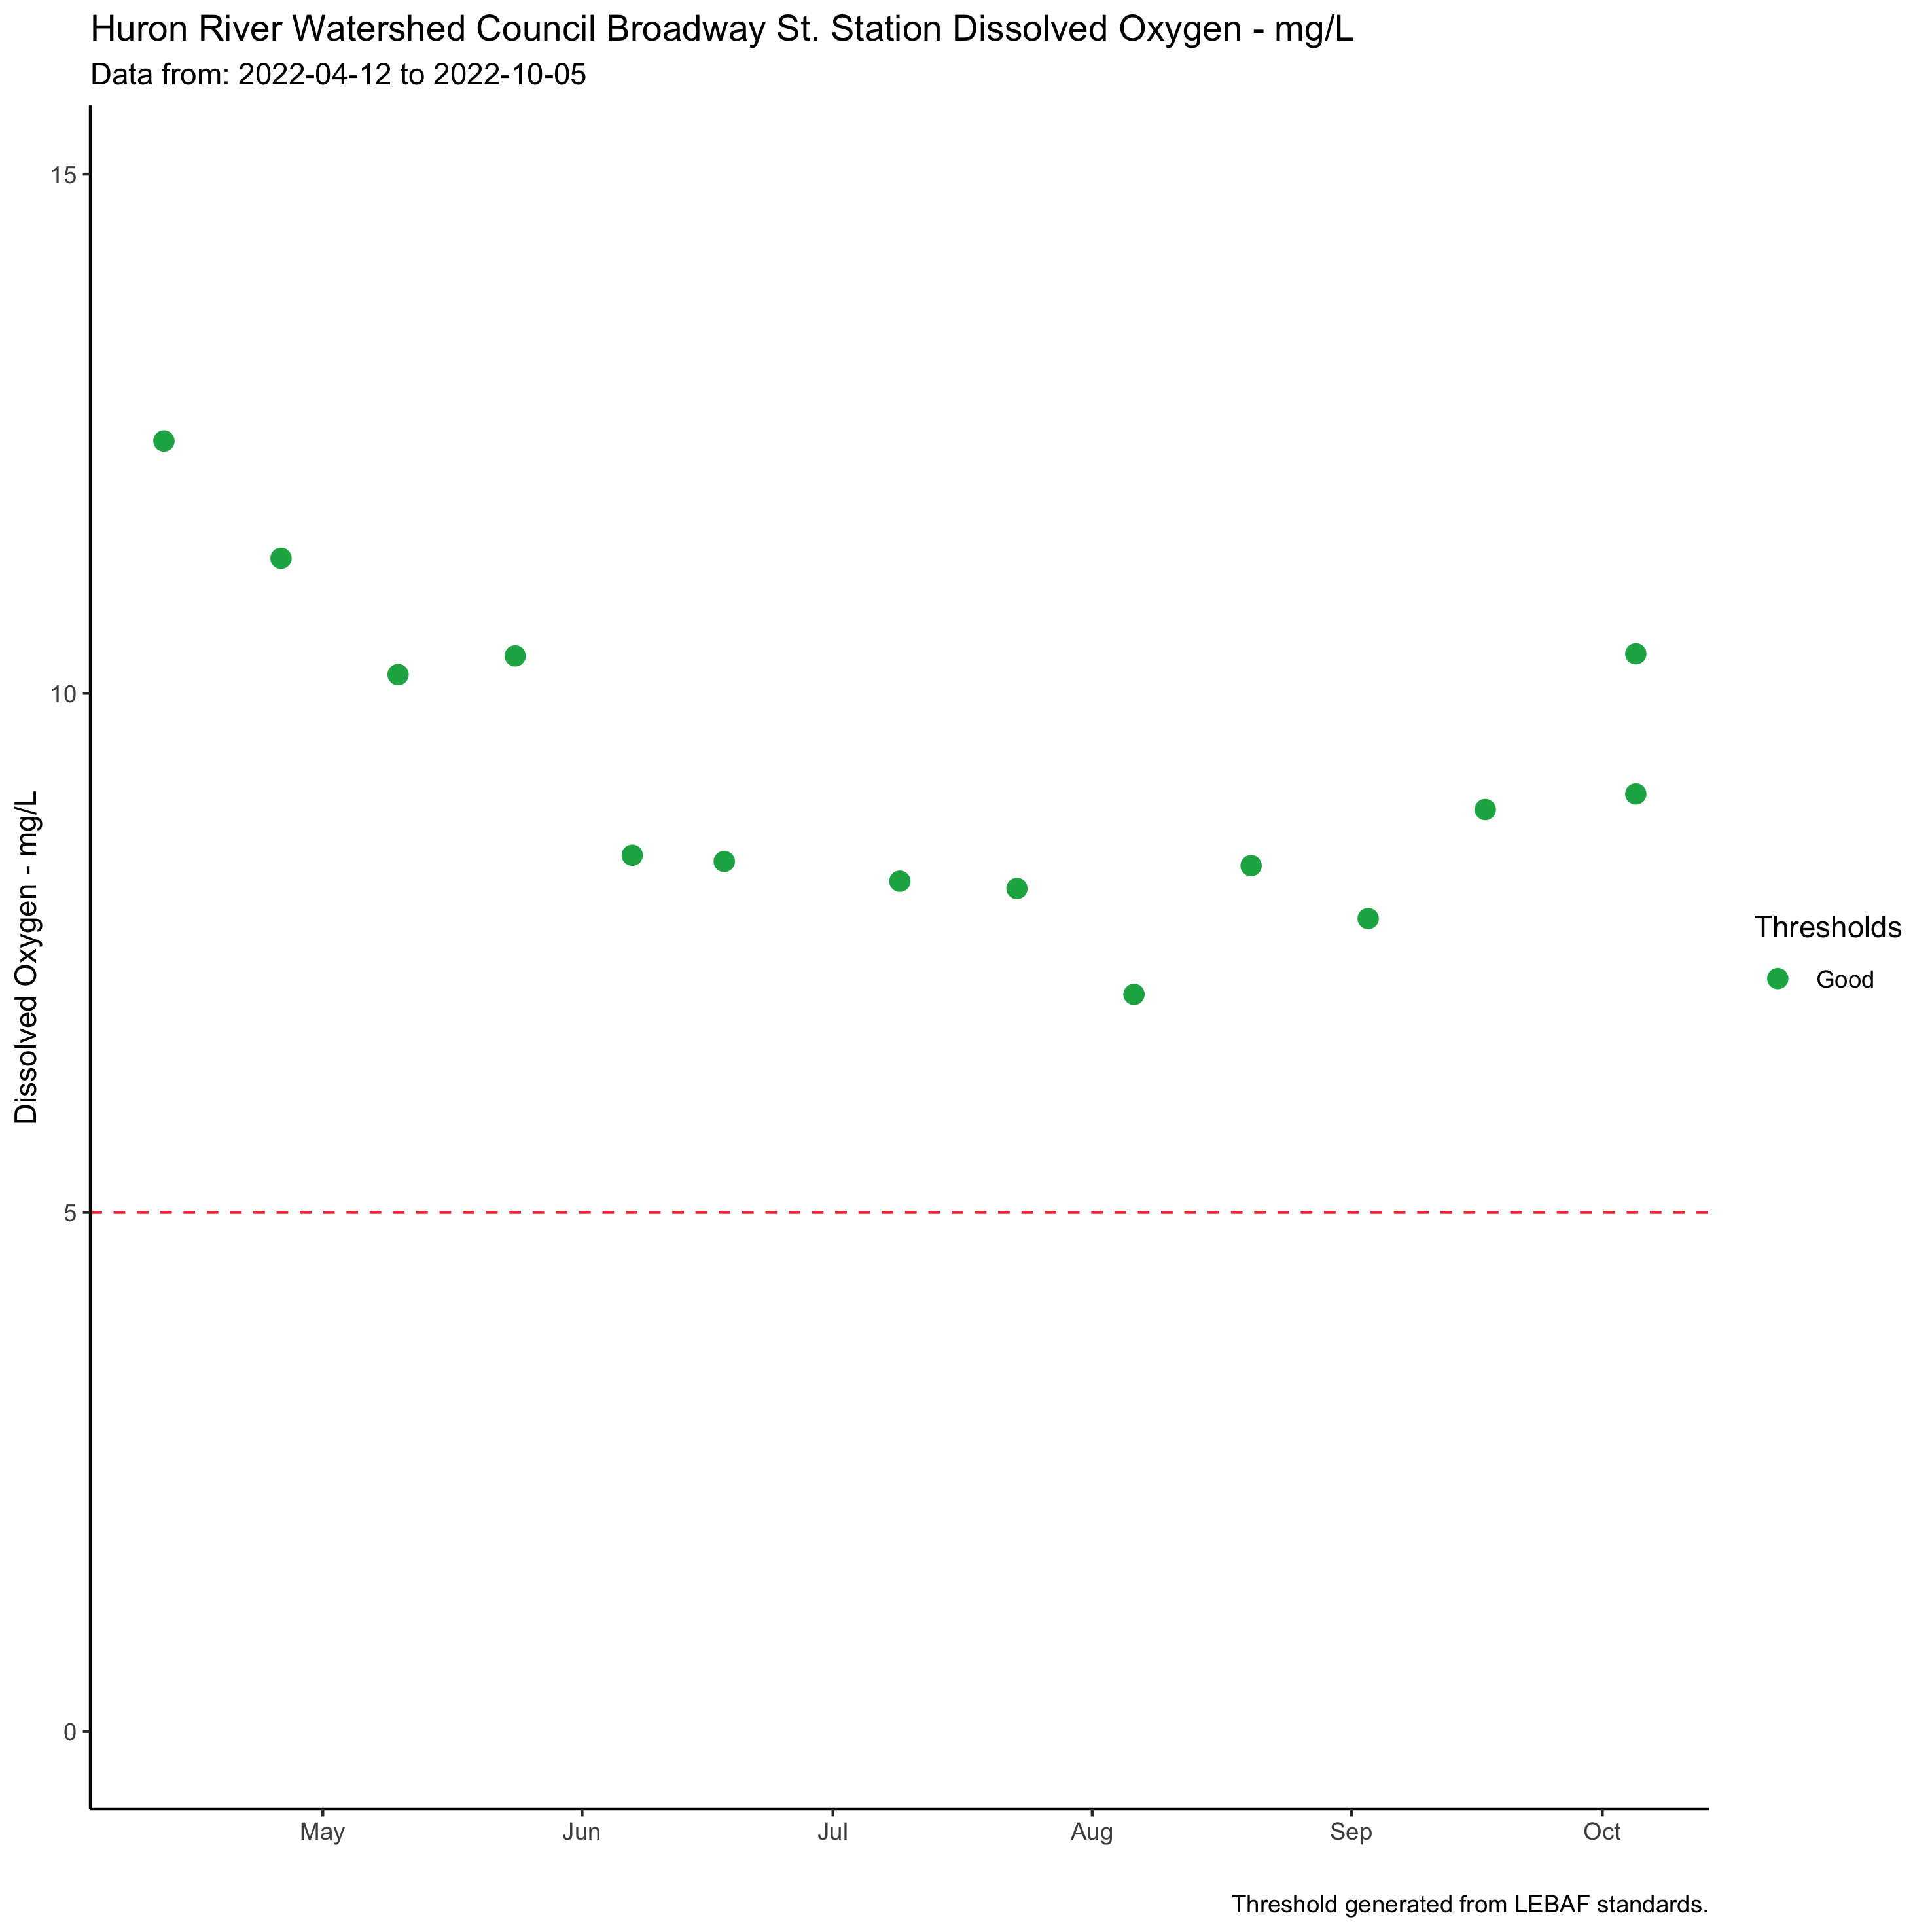 Huron River Watershed Council Broadway St. Station Dissolved Oxygen - mg/L
Data from: 2022-04-12 to 2022-10-05
Dissolved Oxygen - mg/L
15
10
5
0
May
Jun
Jul
Aug
Sep
Oct
Thresholds
Good
Threshold generated from LEBAF standards.